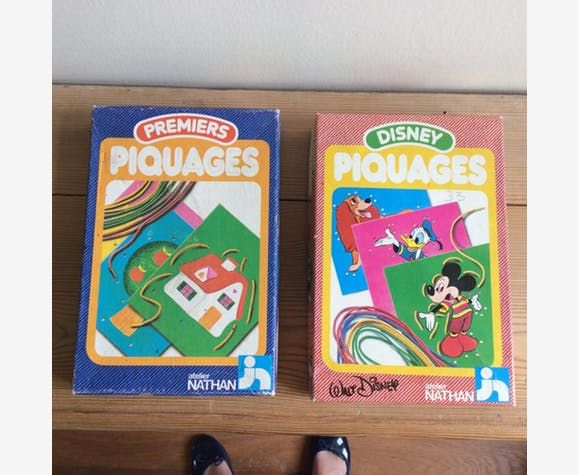 PREMIERS
PIQUAGES
atelier
NATHAN
DISNEY
PIQUAGES
WALT DISNEY
atelier
NATHAN